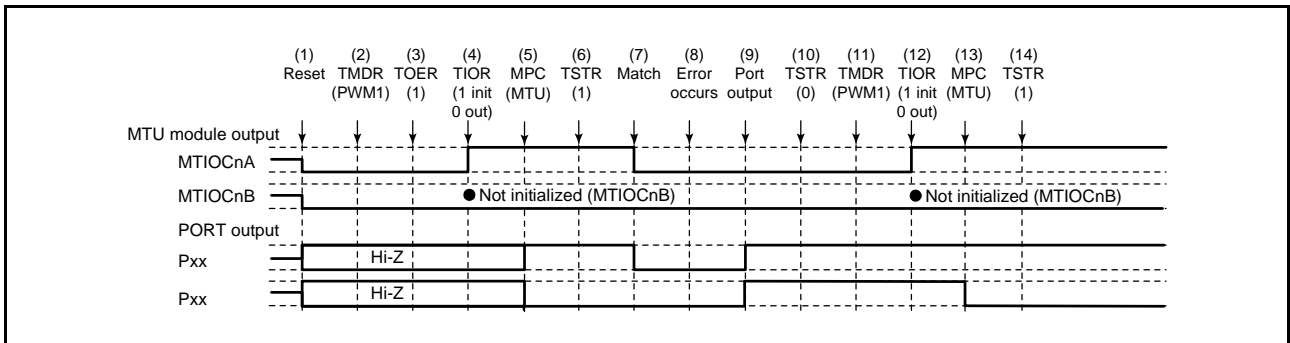 (1) (2) (3) (4) (5) (6) (7) (8) (9) (10) (11) (12) (13) (14)
Reset TMDR TOER TIOR MPC TSTR Match Error Port TSTR TMDR TIOR MPC TSTR
(PWM1) (1) (1 init (MTU) (1) occurs output (0) (PWM1) (1 init (MTU) (1)
0 out) 0 out)
MTU module output
MTIOCnA
MTIOCnB ● Not initialized (MTIOCnB) ● Not initialized (MTIOCnB)
PORT output
Pxx Hi-Z
Pxx Hi-Z